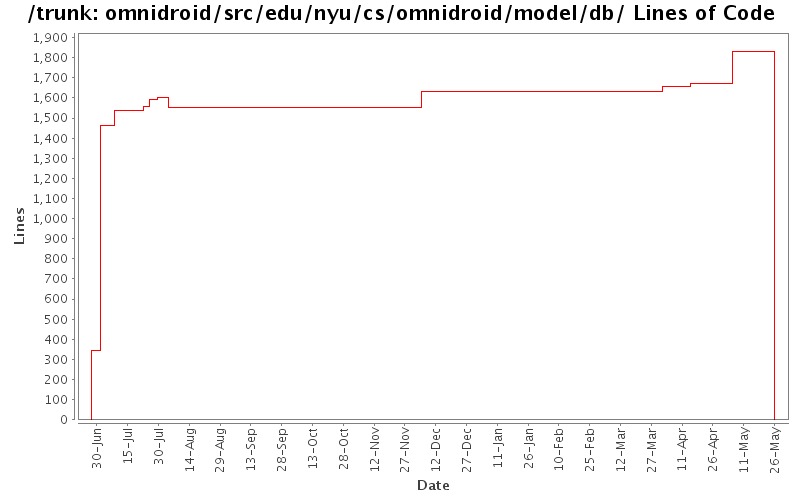 /trunk: omnidroid/src/edu/nyu/cs/omnidroid/model/db/ Lines of Code
1,900
1,800
1,700
1,600
1,500
1,400
1,300
1,200
1,100
1,000
900
800
700
600
500
400
300
200
100
0
Lines
30-Jun
15-Jul
30-Jul
14-Aug
29-Aug
13-Sep
28-Sep
13-Oct
28-Oct
12-Nov
27-Nov
12-Dec
27-Dec
11-Jan
26-Jan
10-Feb
25-Feb
12-Mar
27-Mar
11-Apr
26-Apr
11-May
26-May
Date